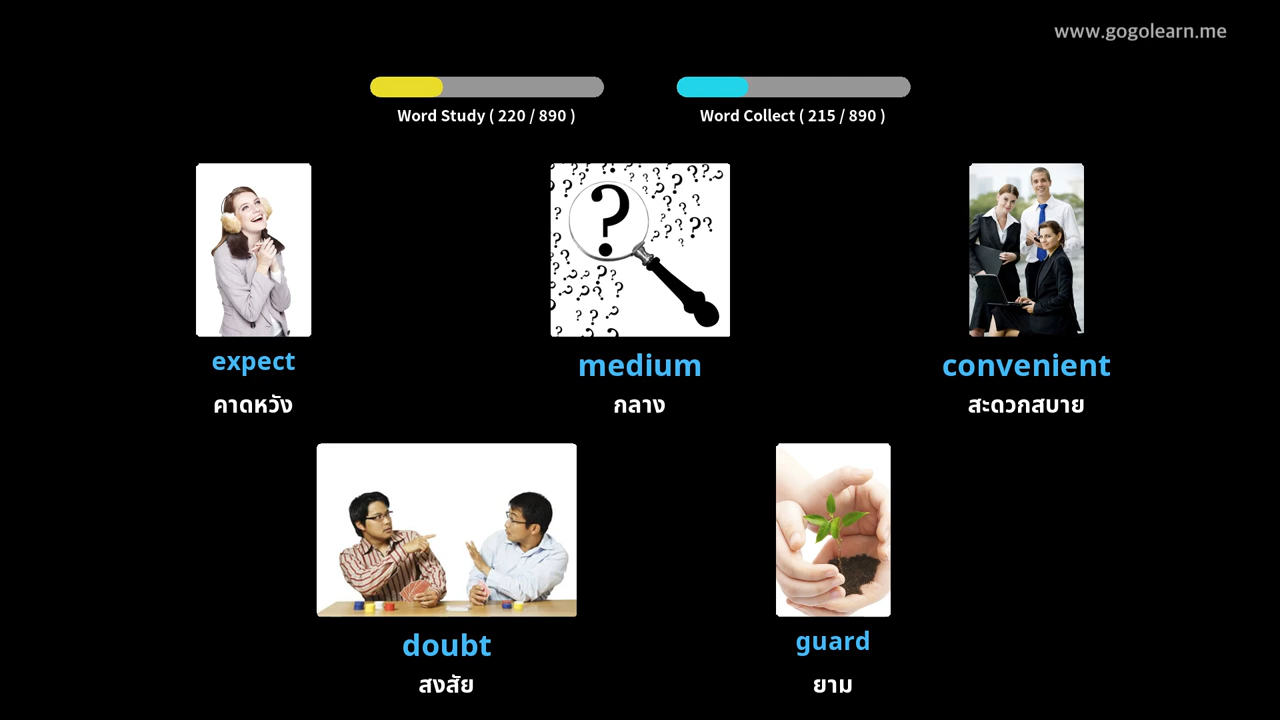 www.gogolearn.me
Word Study ( 220 / 890 )
Word Collect ( 215 / 890 )
expect
medium
convenient
คาดหวัง
กลาง
สะดวกสบาย
doubt
guard
สงสัย
ยาม